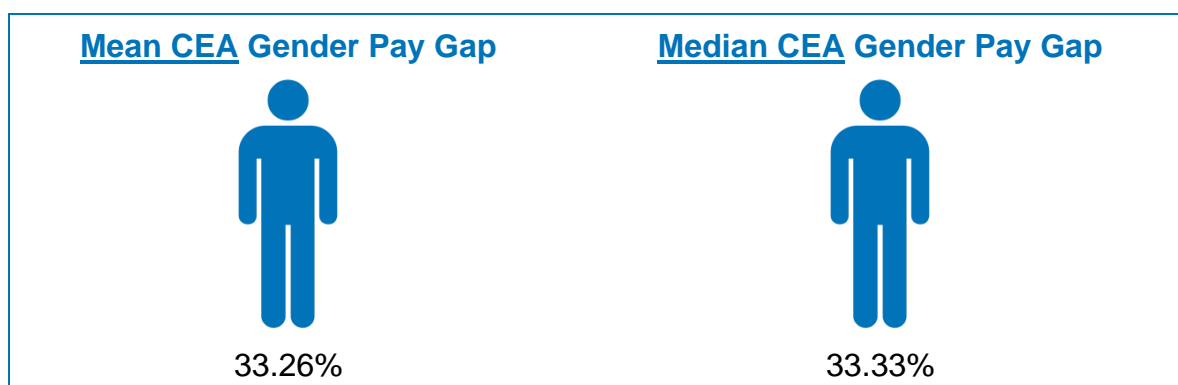 Mean CEA Gender Pay Gap
Median CEA Gender Pay Gap
33.26%
33.33%